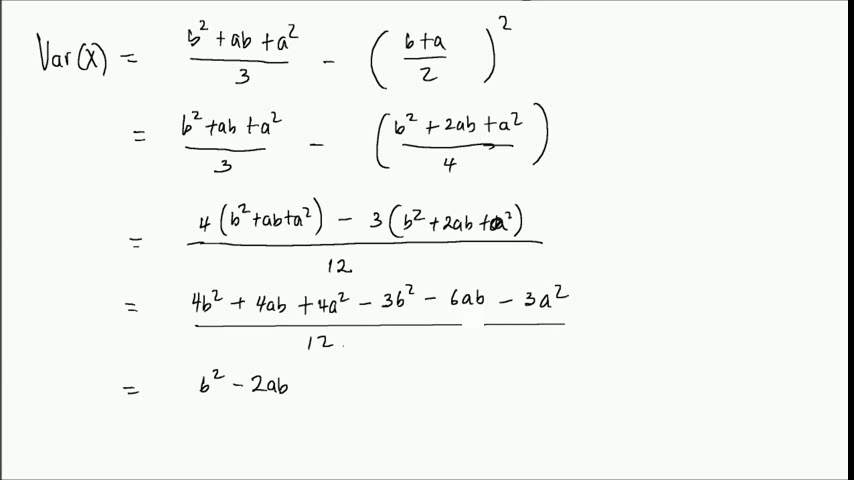 Var(X) = (b² + ab + a²)/3 - ((b+a)/2)²
= (b² + ab + a²)/3 - ((b² + 2ab + a²)/4)
= (4(b² + ab + a²) - 3(b² + 2ab + a²))/12
= (4b² + 4ab + 4a² - 3b² - 6ab - 3a²)/12
= b² - 2ab